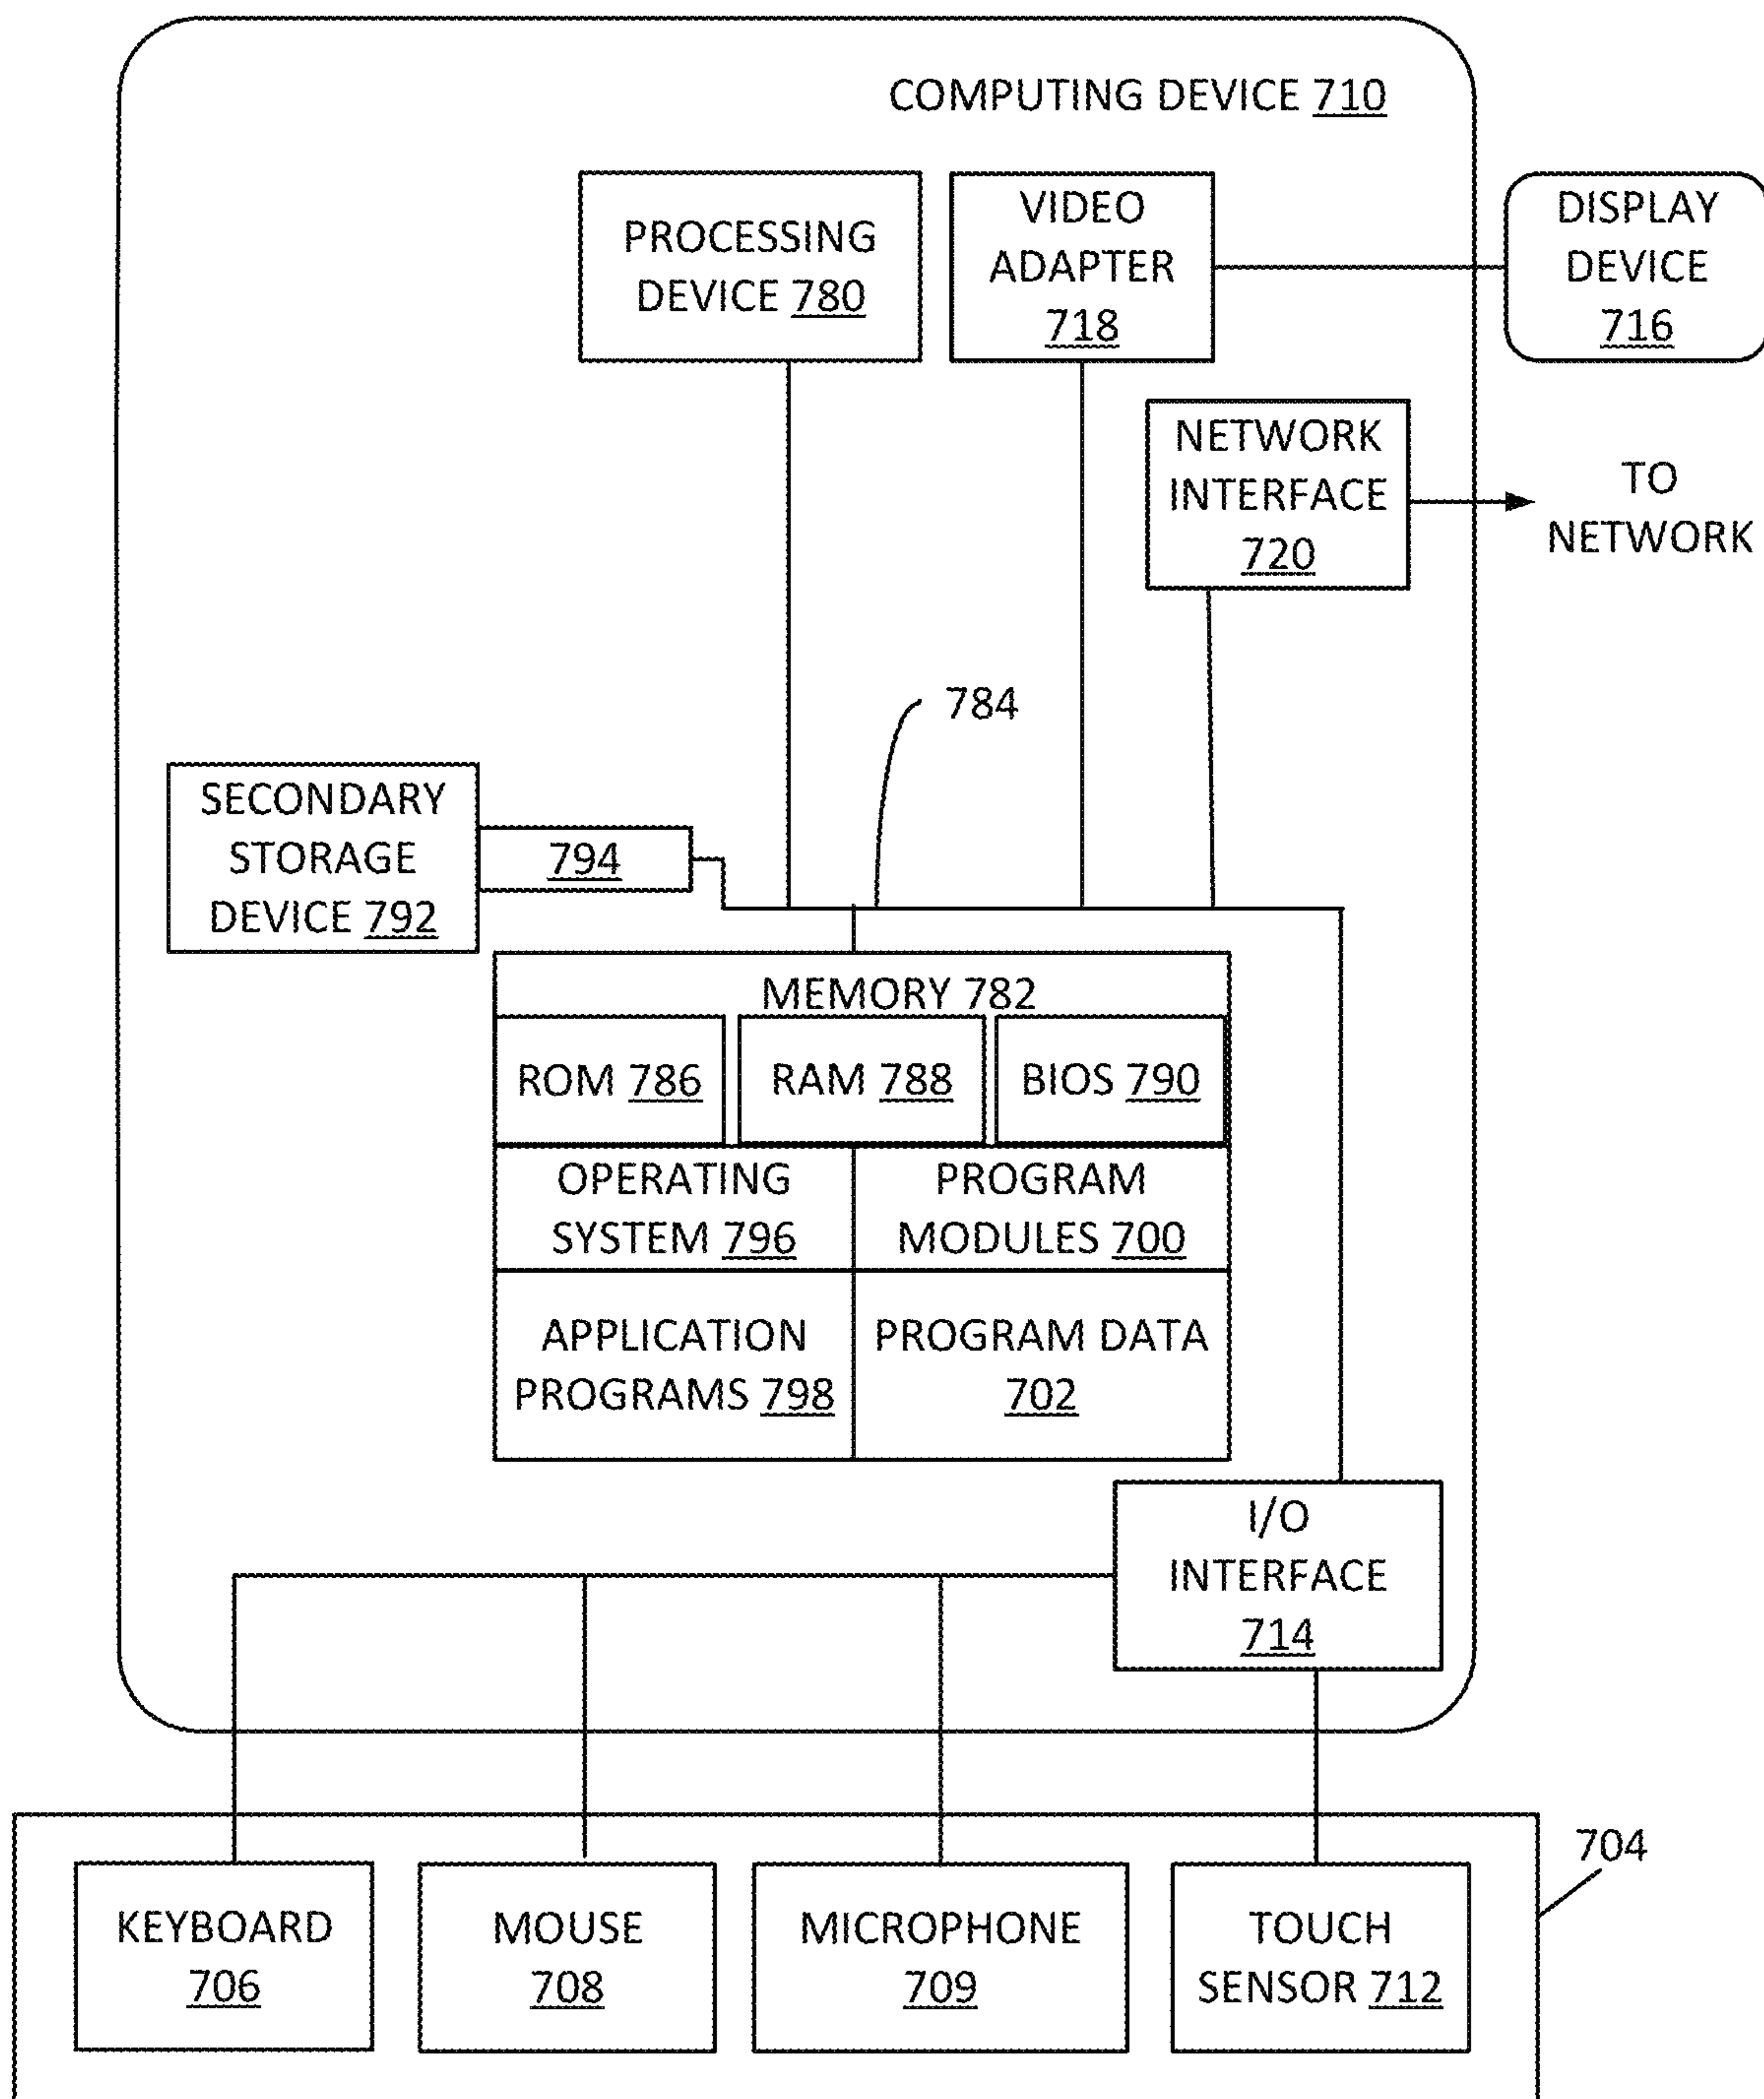 COMPUTING DEVICE 710
PROCESSING
DEVICE 780
VIDEO
ADAPTER
718
DISPLAY
DEVICE
716
NETWORK
INTERFACE
720
TO
NETWORK
784
SECONDARY
STORAGE
DEVICE 792
794
MEMORY 782
ROM 786
RAM 788
BIOS 790
OPERATING
SYSTEM 796
PROGRAM
MODULES 700
APPLICATION
PROGRAMS 798
PROGRAM DATA
702
I/O
INTERFACE
714
704
KEYBOARD
706
MOUSE
708
MICROPHONE
709
TOUCH
SENSOR 712